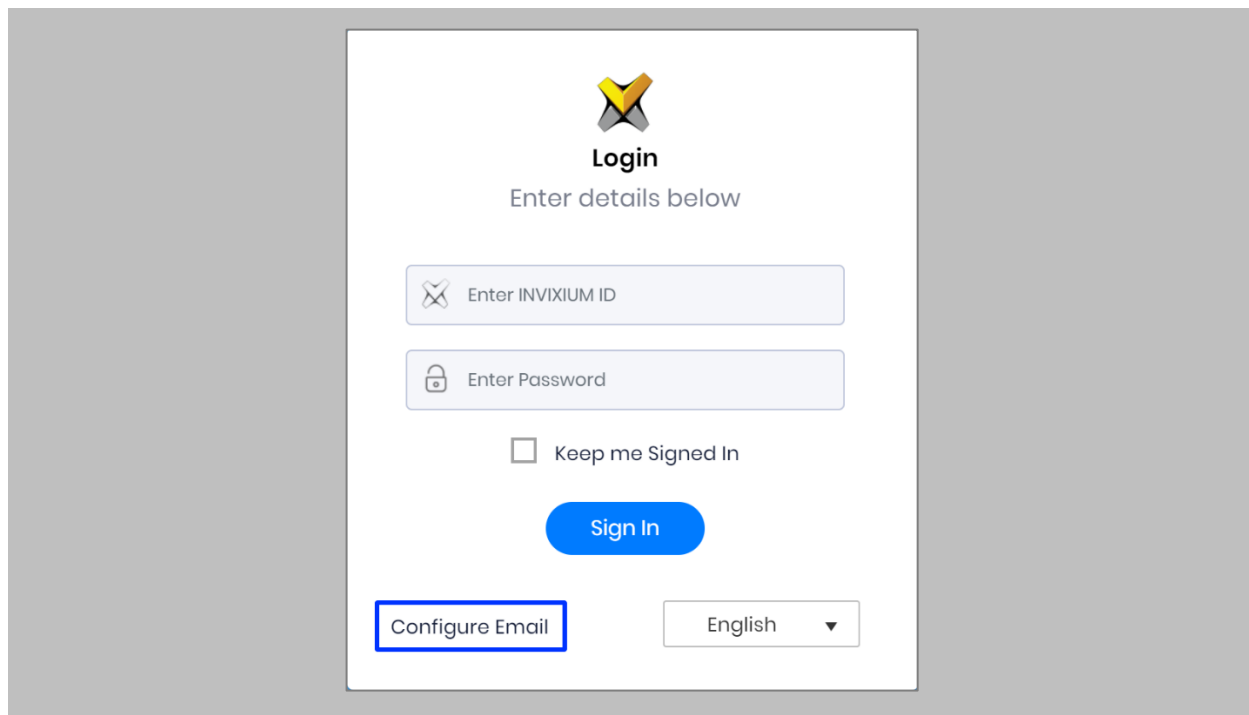 Login
Enter details below
Enter INVIXIUM ID
Enter Password
Keep me Signed In
Sign In
Configure Email
English